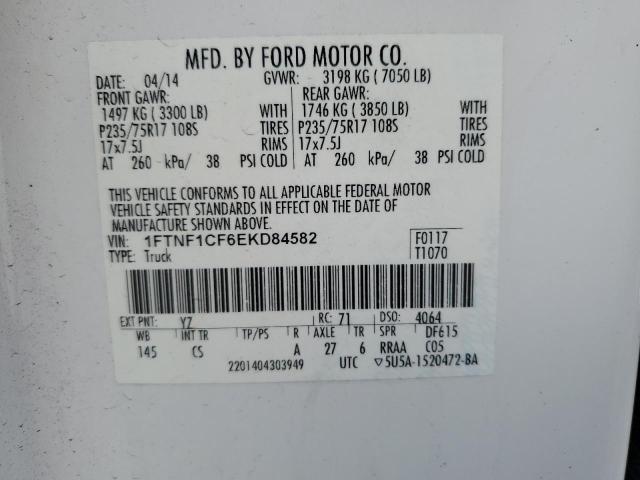 MFD. BY FORD MOTOR CO.
DATE: 04/14 GVWR: 3198 KG ( 7050 LB)
FRONT GAWR: REAR GAWR:
1497 KG ( 3300 LB) WITH 1746 KG ( 3850 LB) WITH
P235/75R17 108S TIRES P235/75R17 108S TIRES
17x7.5J RIMS 17x7.5J RIMS
AT 260 kPa/ 38 PSI COLD AT 260 kPa/ 38 PSI COLD
THIS VEHICLE CONFORMS TO ALL APPLICABLE FEDERAL MOTOR
VEHICLE SAFETY STANDARDS IN EFFECT ON THE DATE OF
MANUFACTURE SHOWN ABOVE.
VIN: 1FTNF1CF6EKD84582 F0117
TYPE: Truck T1070
EXT PNT: YZ RC: 71 DSO: 4064
WB INT TR TP/PS R AXLE TR SPR DF615
145 CS A 27 6 RRAA C05
2201404303949 UTC ▽5U5A-1520472-BA